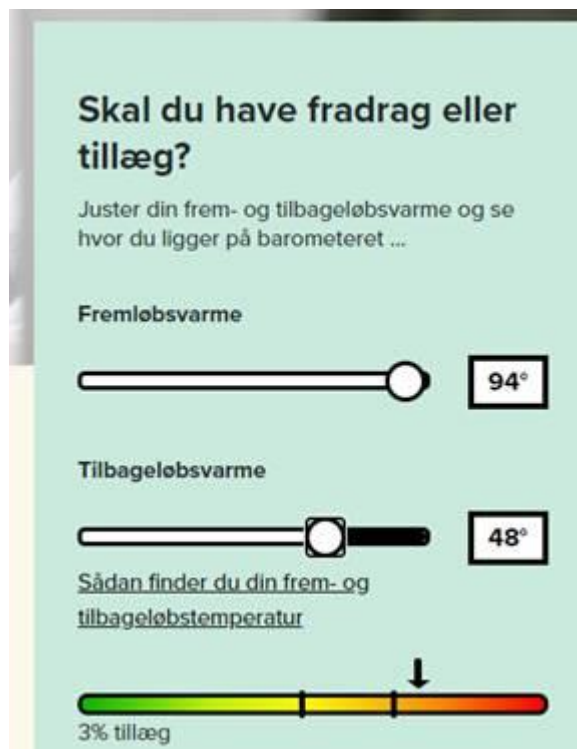 Skal du have fradrag eller
tillæg?
Juster din frem- og tilbageløbsvarme og se
hvor du ligger på barometeret ...
Fremløbsvarme
94°
Tilbageløbsvarme
48°
Sådan finder du din frem- og
tilbageløbstemperatur
3% tillæg